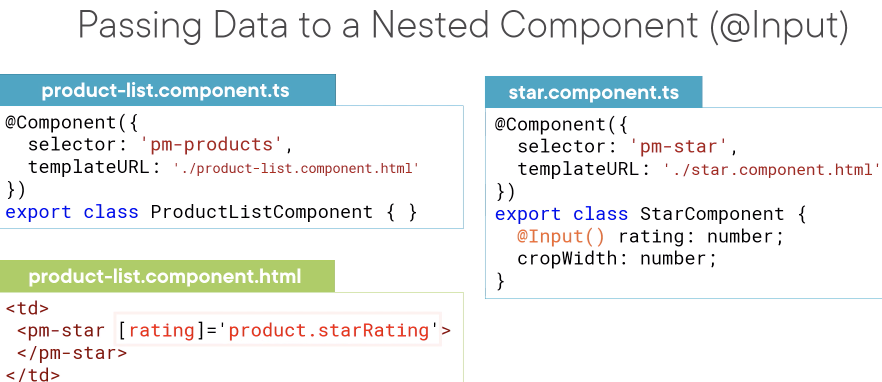 Passing Data to a Nested Component (@Input)
product-list.component.ts
@Component({
  selector: 'pm-products',
  templateURL: './product-list.component.html'
})
export class ProductListComponent { }
product-list.component.html
<td>
 <pm-star [rating]='product.starRating'>
 </pm-star>
</td>
star.component.ts
@Component({
  selector: 'pm-star',
  templateURL: './star.component.html'
})
export class StarComponent {
  @Input() rating: number;
  cropWidth: number;
}